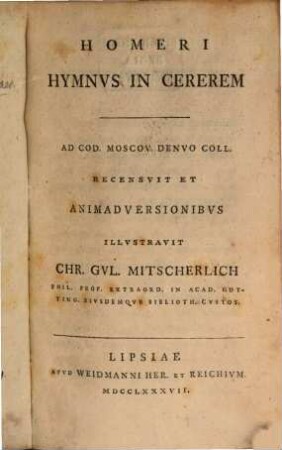 HOMERI
HYMNVS IN CEREREM
AD COD. MOSCOV. DENVO COLL.
RECENSVIT ET
ANIMADVERSIONIBVS
ILLVSTRAVIT
CHR. GVL. MITSCHERLICH
PHIL. PROF. EXTRAORD. IN ACAD. GOT-
TING. EIVSDEMQVE BIBLIOTH. CVSTOS.
LIPSIAE
APVD WEIDMANNI HER. ET REICHIVM.
MDCCLXXXVII.